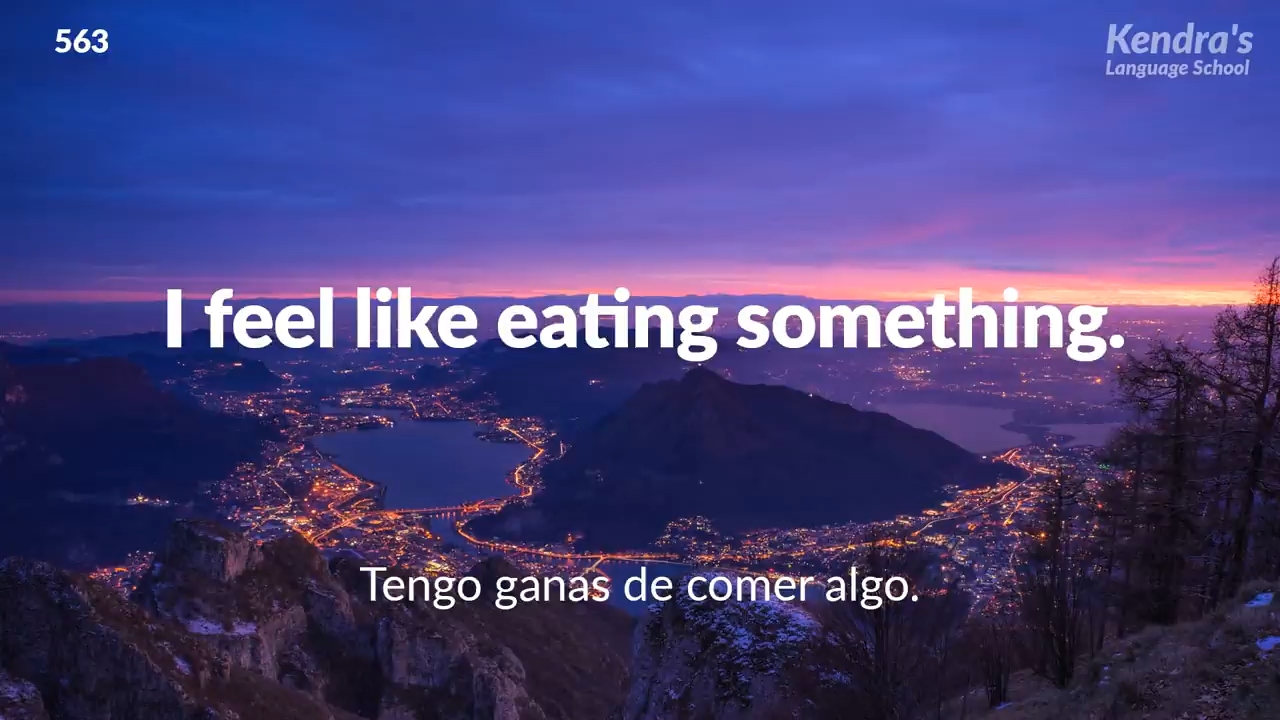 563
Kendra's
Language School
I feel like eating something.
Tengo ganas de comer algo.